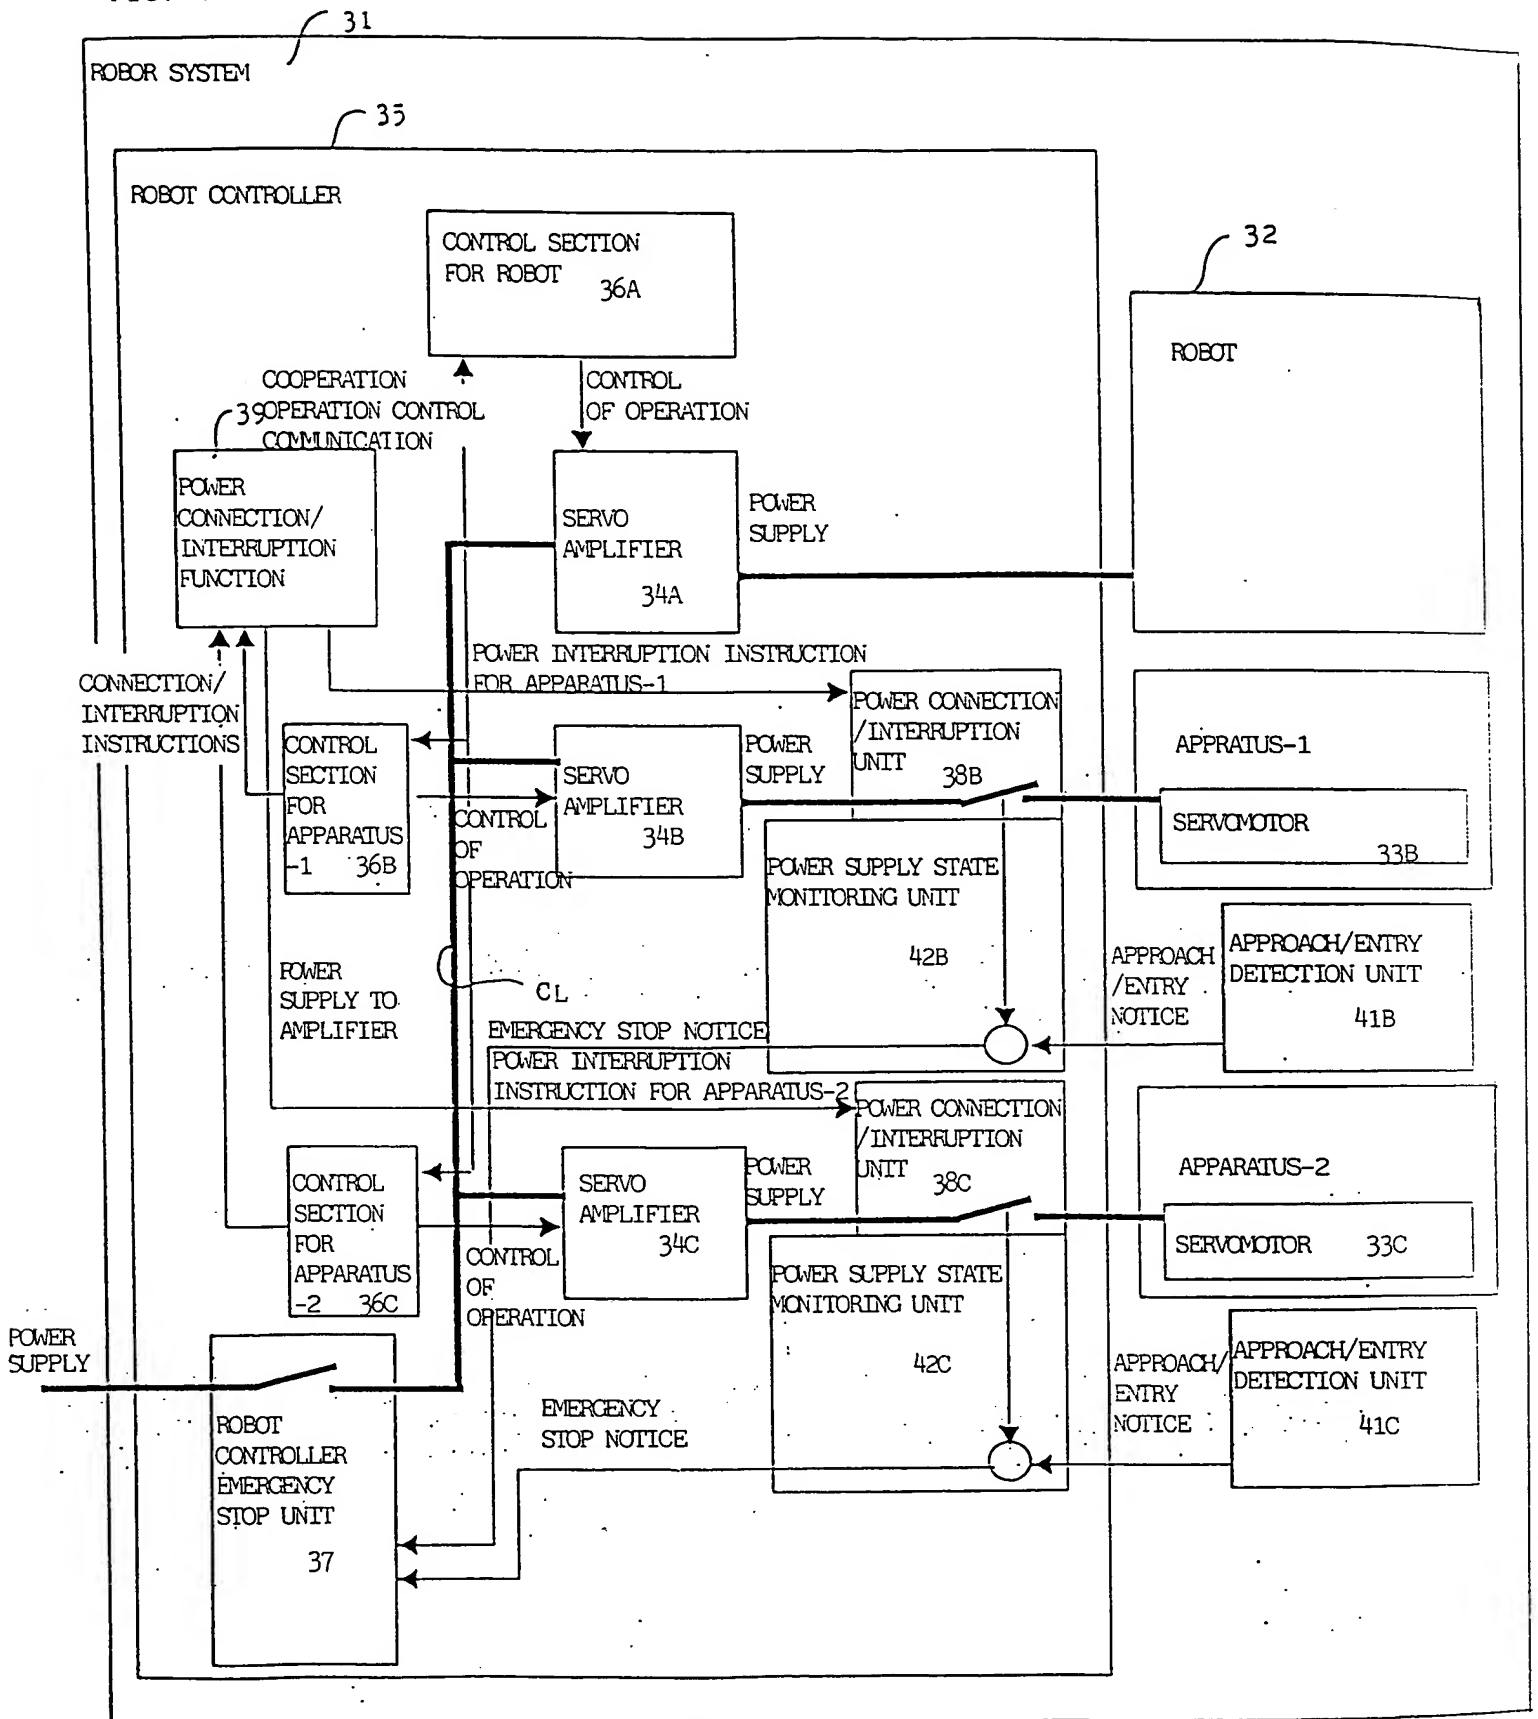 31
ROBOR SYSTEM
35
ROBOT CONTROLLER
CONTROL SECTION
FOR ROBOT
36A
32
ROBOT
COOPERATION
OPERATION CONTROL
COMMUNICATION
39
CONTROL
OF OPERATION
POWER
CONNECTION/
INTERRUPTION
FUNCTION
SERVO
AMPLIFIER
34A
POWER
SUPPLY
POWER INTERRUPTION INSTRUCTION
FOR APPARATUS-1
CONNECTION/
INTERRUPTION
INSTRUCTIONS
CONTROL
SECTION
FOR
APPARATUS
-1 36B
SERVO
AMPLIFIER
34B
POWER
SUPPLY
POWER CONNECTION
/INTERRUPTION
UNIT
38B
APPRATUS-1
SERVOMOTOR
33B
CONTROL
OF
OPERATION
POWER SUPPLY STATE
MONITORING UNIT
42B
APPROACH
/ENTRY
NOTICE
APPROACH/ENTRY
DETECTION UNIT
41B
POWER
SUPPLY TO
AMPLIFIER
CL
EMERGENCY STOP NOTICE
POWER INTERRUPTION
INSTRUCTION FOR APPARATUS-2
POWER CONNECTION
/INTERRUPTION
UNIT
38C
CONTROL
SECTION
FOR
APPARATUS
-2 36C
SERVO
AMPLIFIER
34C
POWER
SUPPLY
APPARATUS-2
SERVOMOTOR 33C
CONTROL
OF
OPERATION
POWER SUPPLY STATE
MONITORING UNIT
42C
APPROACH/
ENTRY
NOTICE
APPROACH/ENTRY
DETECTION UNIT
41C
POWER
SUPPLY
ROBOT
CONTROLLER
EMERGENCY
STOP UNIT
37
EMERGENCY
STOP NOTICE